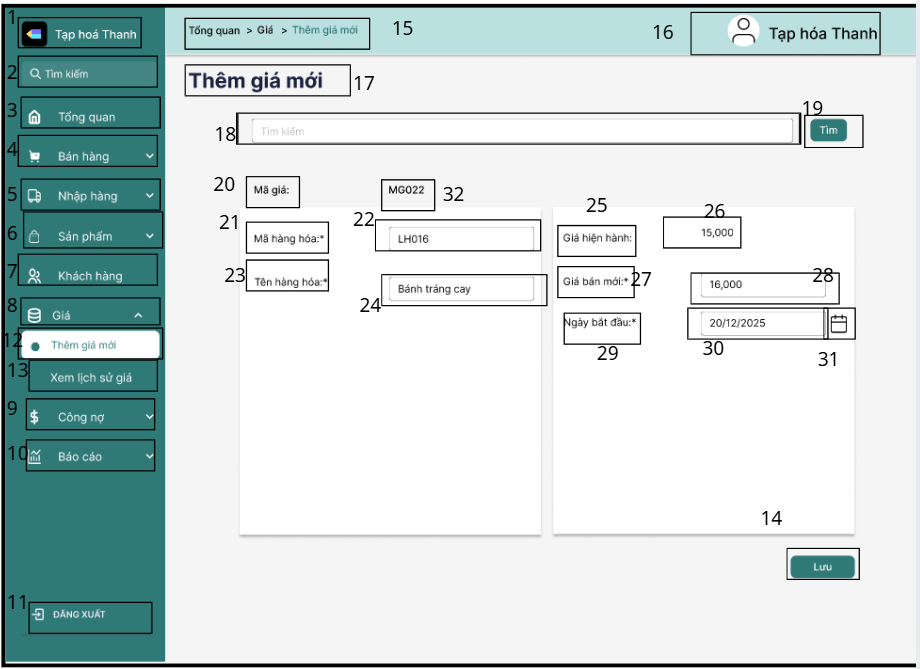 1
Tạp hoá Thanh
2
Tìm kiếm
3
Tổng quan
4
Bán hàng
5
Nhập hàng
6
Sản phẩm
7
Khách hàng
8
Giá
12
Thêm giá mới
13
Xem lịch sử giá
9
Công nợ
10
Báo cáo
11
ĐĂNG XUẤT
Tổng quan > Giá > Thêm giá mới
15
16
Tạp hóa Thanh
Thêm giá mới
17
18
Tìm kiếm
19
Tìm
20
Mã giá:
MG022
32
21
Mã hàng hóa:*
22
LH016
23
Tên hàng hóa:*
24
Bánh tráng cay
25
Giá hiện hành:
26
15,000
Giá bán mới:*
27
16,000
28
Ngày bắt đầu:*
29
20/12/2025
30
31
14
Lưu